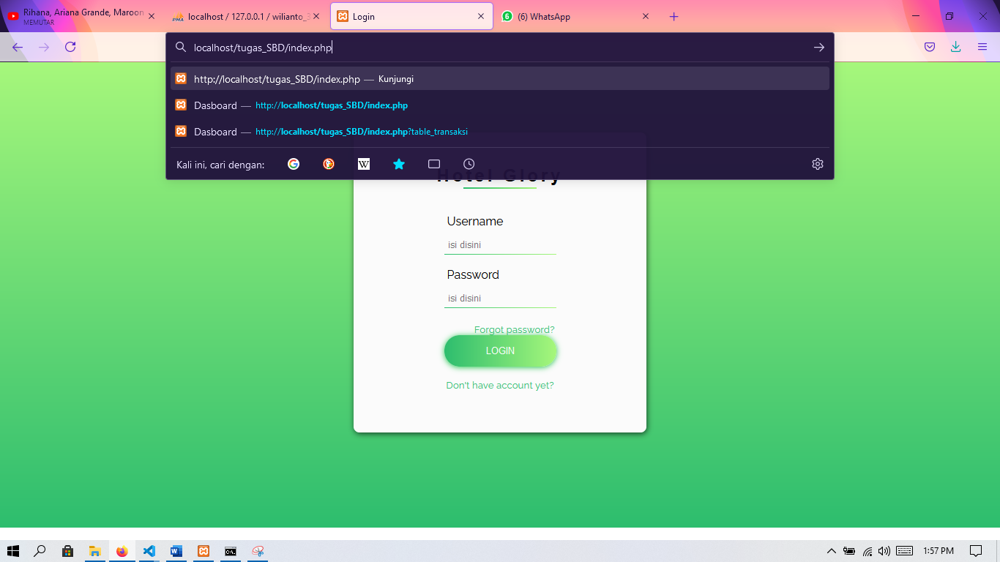 Rihana, Ariana Grande, Maroon
MEMUTAR
localhost / 127.0.0.1 / wilianto_3
Login
(6) WhatsApp
localhost/tugas_SBD/index.php
http://localhost/tugas_SBD/index.php — Kunjungi
Dasboard — http://localhost/tugas_SBD/index.php
Dasboard — http://localhost/tugas_SBD/index.php?table_transaksi
Kali ini, cari dengan:
Hotel Glory
Username
isi disini
Password
isi disini
Forgot password?
LOGIN
Don't have account yet?
1:57 PM